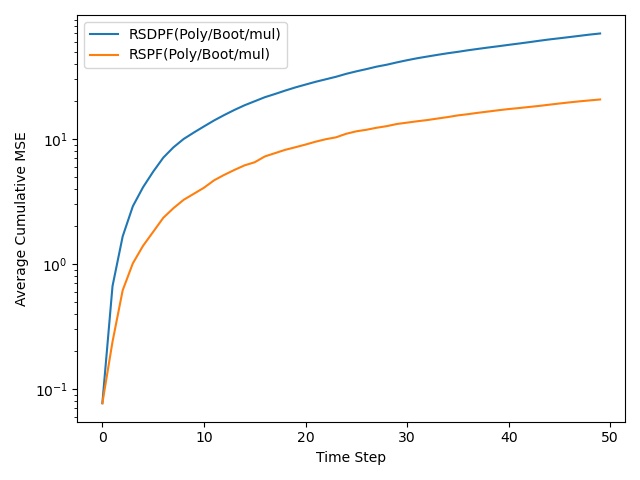 RSDPF(Poly/Boot/mul)
RSPF(Poly/Boot/mul)
Average Cumulative MSE
10¹
10⁰
10⁻¹
0 10 20 30 40 50
Time Step